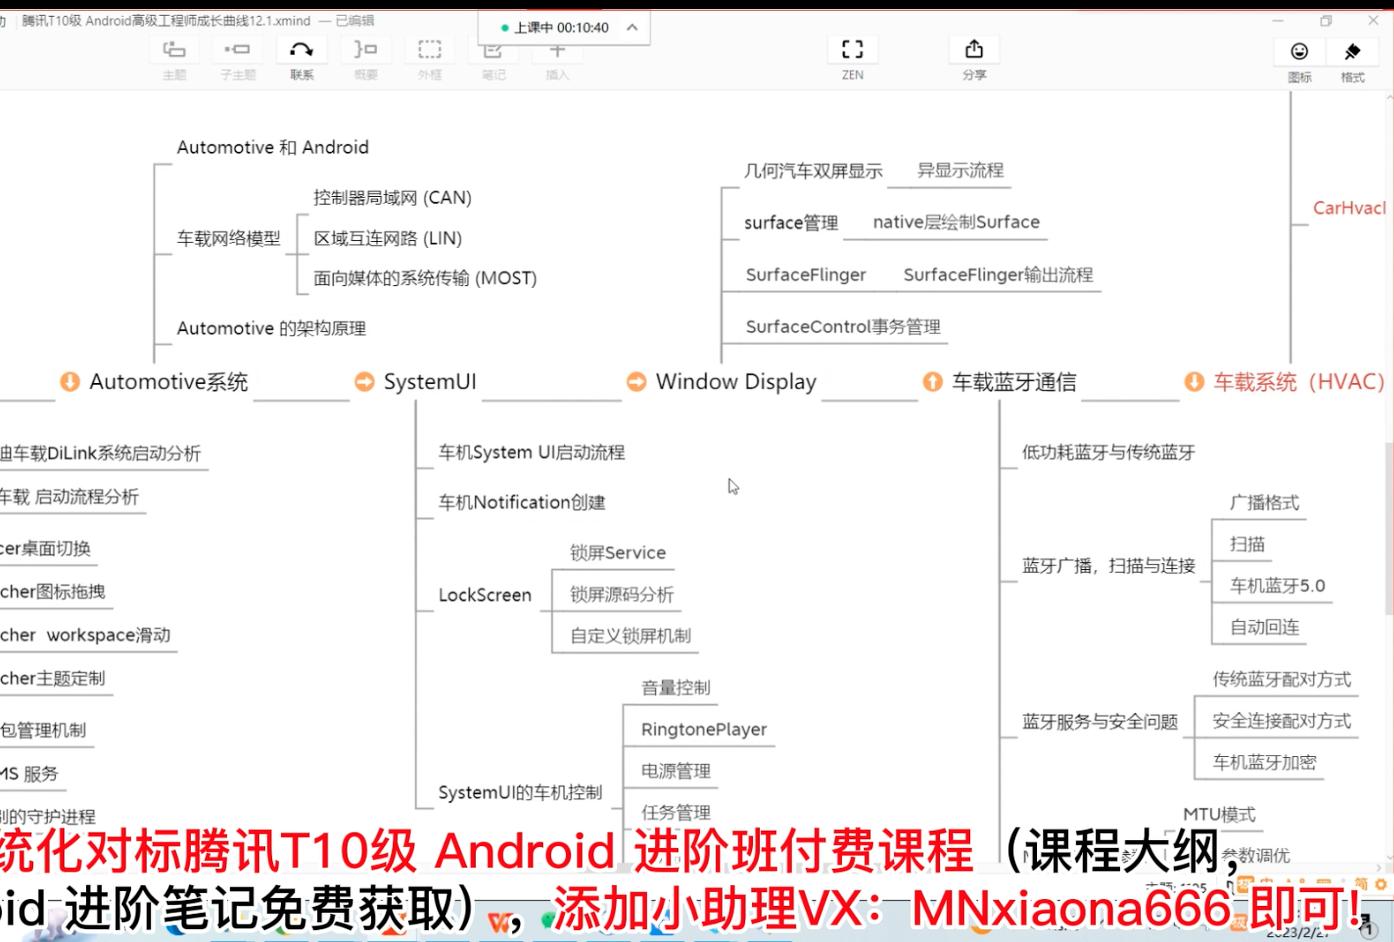 腾讯T10级 Android高级工程师成长曲线12.1.xmind — 已编辑
上课中 00:10:40
主题 子主题 联系 概要 外框 笔记 插入 ZEN 分享 图标 格式
Automotive 和 Android
车载网络模型
控制器局域网 (CAN)
区域互连网路 (LIN)
面向媒体的系统传输 (MOST)
Automotive 的架构原理
几何汽车双屏显示 异显示流程
surface管理 native层绘制Surface
SurfaceFlinger SurfaceFlinger输出流程
SurfaceControl事务管理
CarHvacl
Automotive系统 SystemUI Window Display 车载蓝牙通信 车载系统（HVAC）
迪车载DiLink系统启动分析
车载 启动流程分析
cer桌面切换
cher图标拖拽
cher workspace滑动
cher主题定制
包管理机制
MS 服务
别的守护进程
车机System UI启动流程
车机Notification创建
LockScreen
锁屏Service
锁屏源码分析
自定义锁屏机制
SystemUI的车机控制
音量控制
RingtonePlayer
电源管理
任务管理
低功耗蓝牙与传统蓝牙
蓝牙广播，扫描与连接
广播格式
扫描
车机蓝牙5.0
自动回连
蓝牙服务与安全问题
传统蓝牙配对方式
安全连接配对方式
车机蓝牙加密
MTU模式
参数调优
统化对标腾讯T10级 Android 进阶班付费课程（课程大纲，
oid 进阶笔记免费获取），添加小助理VX：MNxiaona666 即可!
2023/2/27